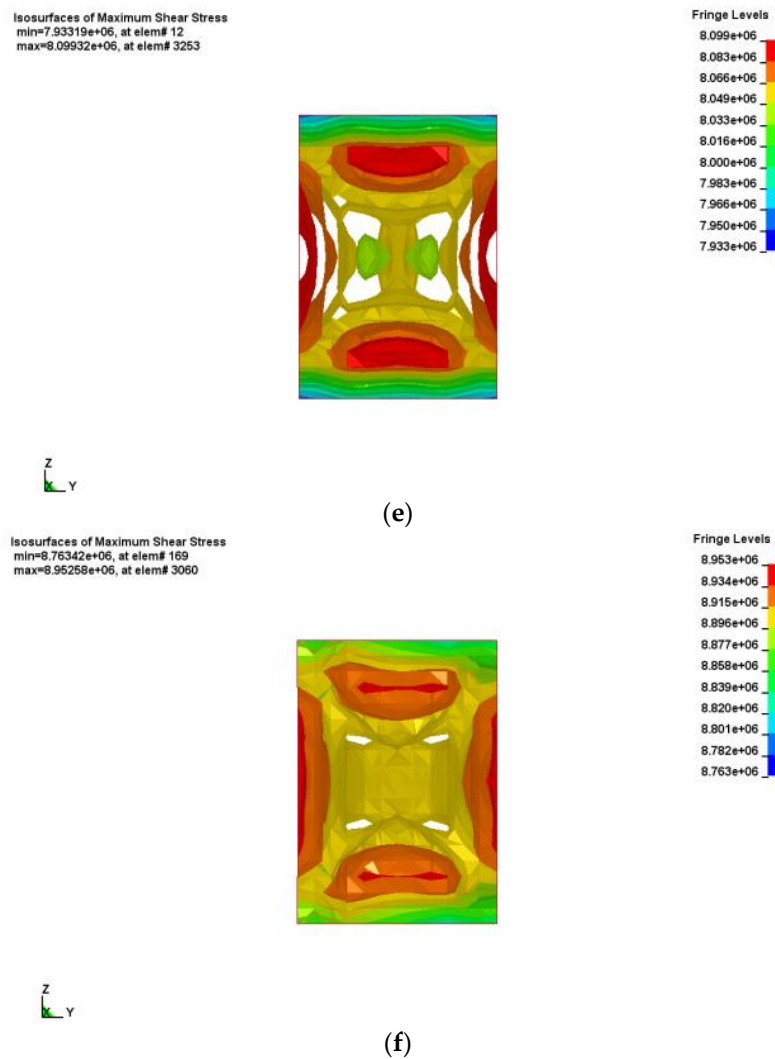 Isosurfaces of Maximum Shear Stress
min=7.93319e+06, at elem# 12
max=8.09932e+06, at elem# 3253
Fringe Levels
8.099e+06
8.083e+06
8.066e+06
8.049e+06
8.033e+06
8.016e+06
8.000e+06
7.983e+06
7.966e+06
7.950e+06
7.933e+06
Z
X
Y
(e)
Isosurfaces of Maximum Shear Stress
min=8.76342e+06, at elem# 169
max=8.95258e+06, at elem# 3060
Fringe Levels
8.953e+06
8.934e+06
8.915e+06
8.896e+06
8.877e+06
8.858e+06
8.839e+06
8.820e+06
8.801e+06
8.782e+06
8.763e+06
Z
X
Y
(f)